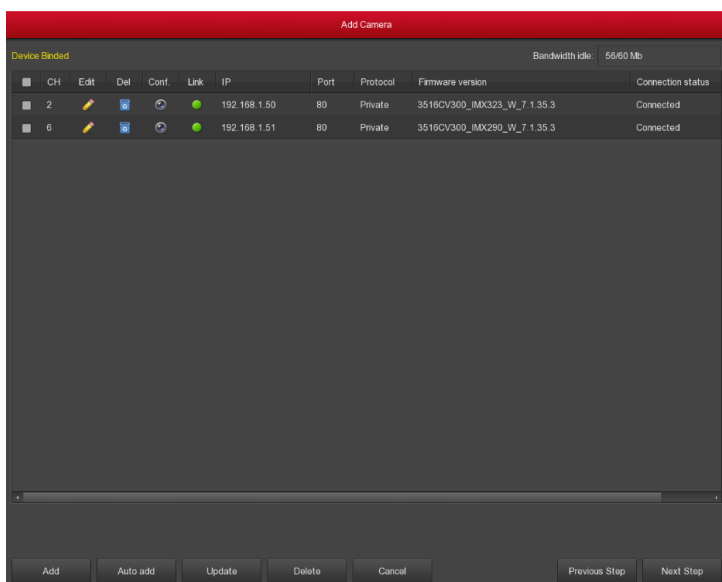 Add Camera
Device Binded Bandwidth idle: 56/60 Mb
CH Edit Del Conf. Link IP Port Protocol Firmware version Connection status
2 192.168.1.50 80 Private 3516CV300_IMX323_W_7.1.35.3 Connected
6 192.168.1.51 80 Private 3516CV300_IMX290_W_7.1.35.3 Connected
Add Auto add Update Delete Cancel Previous Step Next Step